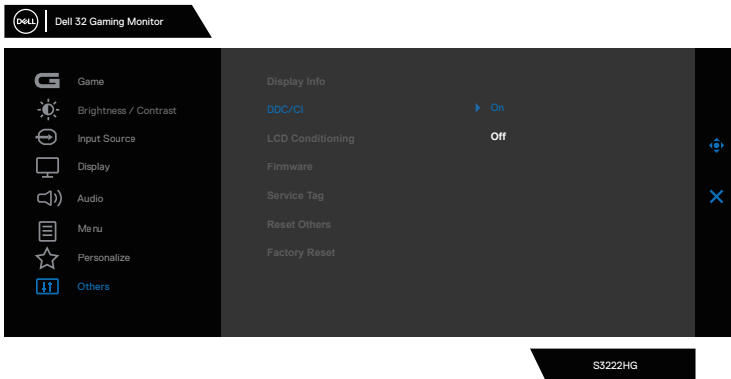 DELL Dell 32 Gaming Monitor
Game
Display Info
Brightness / Contrast
DDC/CI
On
Input Source
LCD Conditioning
Off
Display
Firmware
Audio
Service Tag
Menu
Reset Others
Personalize
Factory Reset
Others
S3222HG